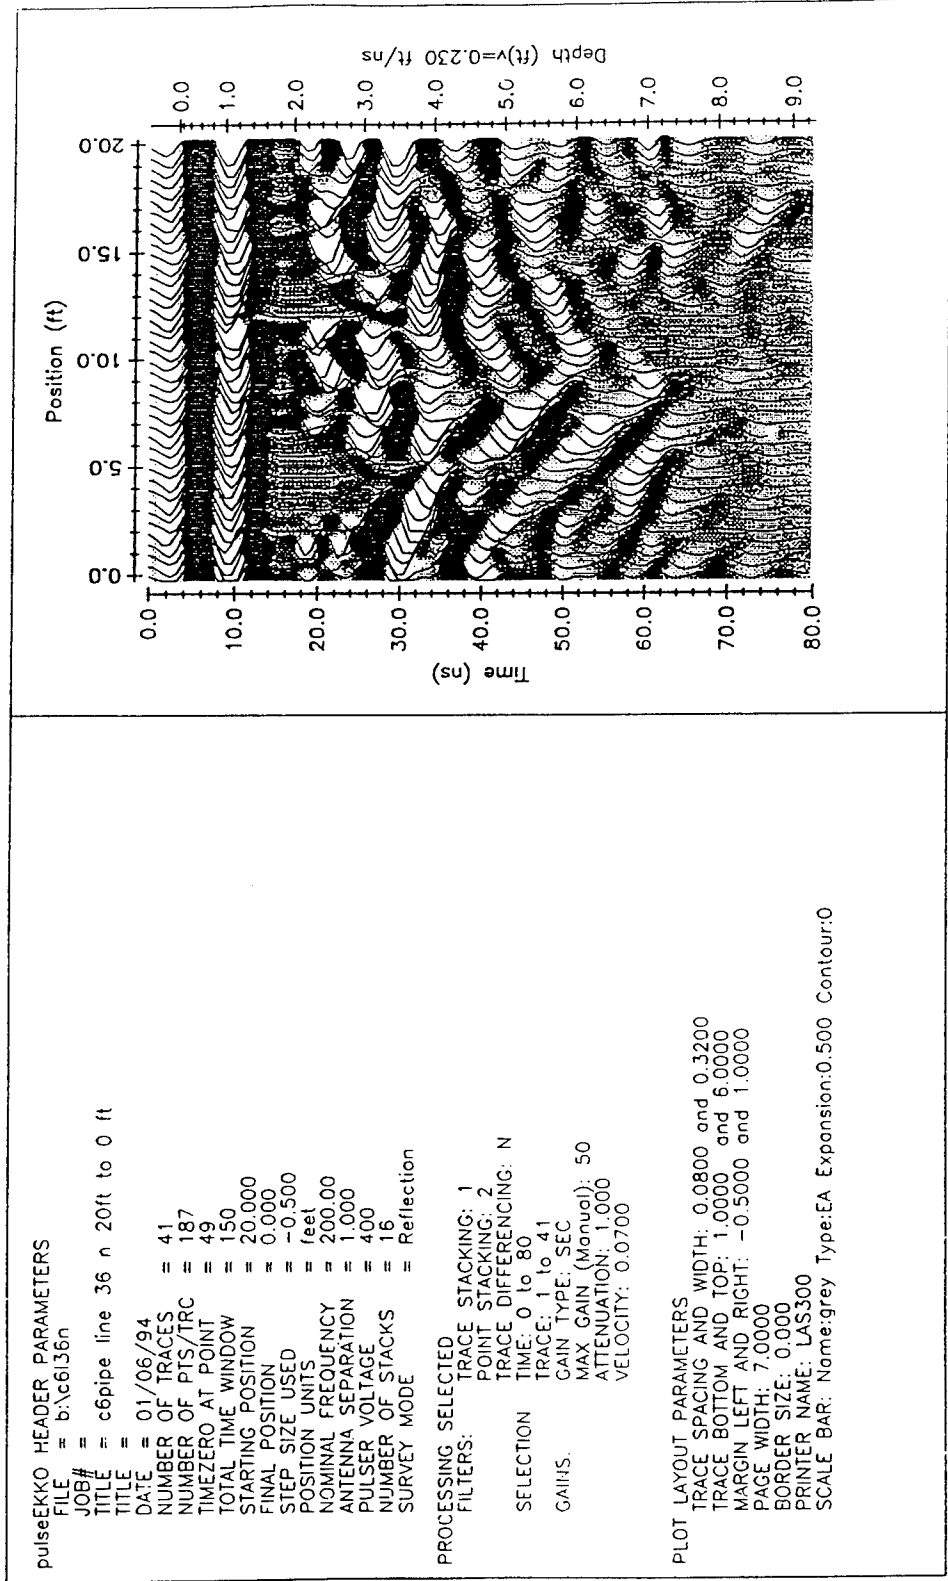 pulseEKKO HEADER PARAMETERS
FILE = b:\c6l36n
JOB# =
TITLE = c6pipe line 36 n 20ft to 0 ft
TITLE =
DATE = 01/06/94
NUMBER OF TRACES = 41
NUMBER OF PTS/TRC = 187
TIMEZERO AT POINT = 49
TOTAL TIME WINDOW = 150
STARTING POSITION = 20.000
FINAL POSITION = 0.000
STEP SIZE USED = -0.500
POSITION UNITS = feet
NOMINAL FREQUENCY = 200.00
ANTENNA SEPARATION = 1.000
PULSER VOLTAGE = 400
NUMBER OF STACKS = 16
SURVEY MODE = Reflection
PROCESSING SELECTED
FILTERS: TRACE STACKING: 1
POINT STACKING: 2
TRACE DIFFERENCING: N
SELECTION TIME: 0 to 80
TRACE: 1 to 41
GAINS. GAIN TYPE: SEC
MAX GAIN (Manual): 50
ATTENUATION: 1.000
VELOCITY: 0.0700
PLOT LAYOUT PARAMETERS
TRACE SPACING AND WIDTH: 0.0800 and 0.3200
TRACE BOTTOM AND TOP: 1.0000 and 6.0000
MARGIN LEFT AND RIGHT: -0.5000 and 1.0000
PAGE WIDTH: 7.0000
BORDER SIZE: 0.000
PRINTER NAME: LAS300
SCALE BAR: Name:grey Type:EA Expansion:0.500 Contour:0
Position (ft)
0.0 5.0 10.0 15.0 20.0
Time (ns)
0.0
10.0
20.0
30.0
40.0
50.0
60.0
70.0
80.0
Depth (ft)v=0.230 ft/ns
0.0
1.0
2.0
3.0
4.0
5.0
6.0
7.0
8.0
9.0